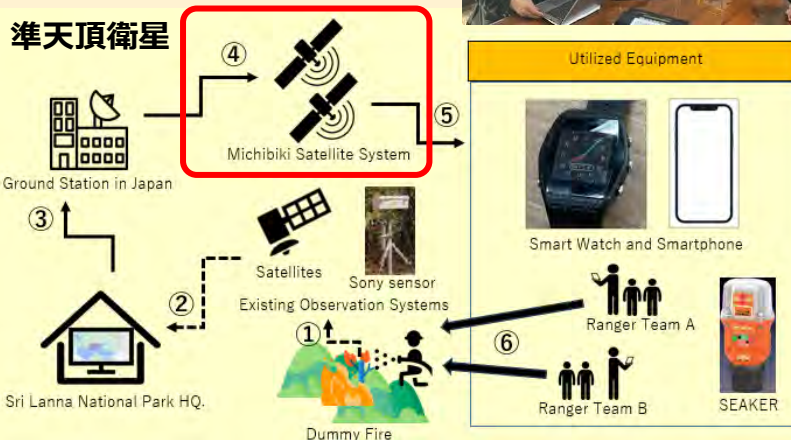 準天頂衛星
④
Michibiki Satellite System
⑤
Utilized Equipment
Smart Watch and Smartphone
Ground Station in Japan
③
②
Satellites
Sony sensor
Existing Observation Systems
①
Sri Lanna National Park HQ.
Dummy Fire
⑥
Ranger Team A
Ranger Team B
SEAKER